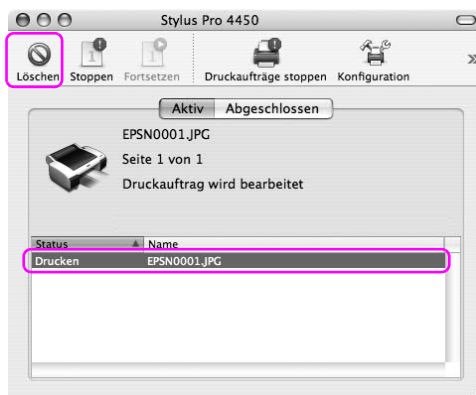 Stylus Pro 4450
Löschen Stoppen Fortsetzen Druckaufträge stoppen Konfiguration
Aktiv Abgeschlossen
EPSN0001.JPG
Seite 1 von 1
Druckauftrag wird bearbeitet
Status Name
Drucken EPSN0001.JPG